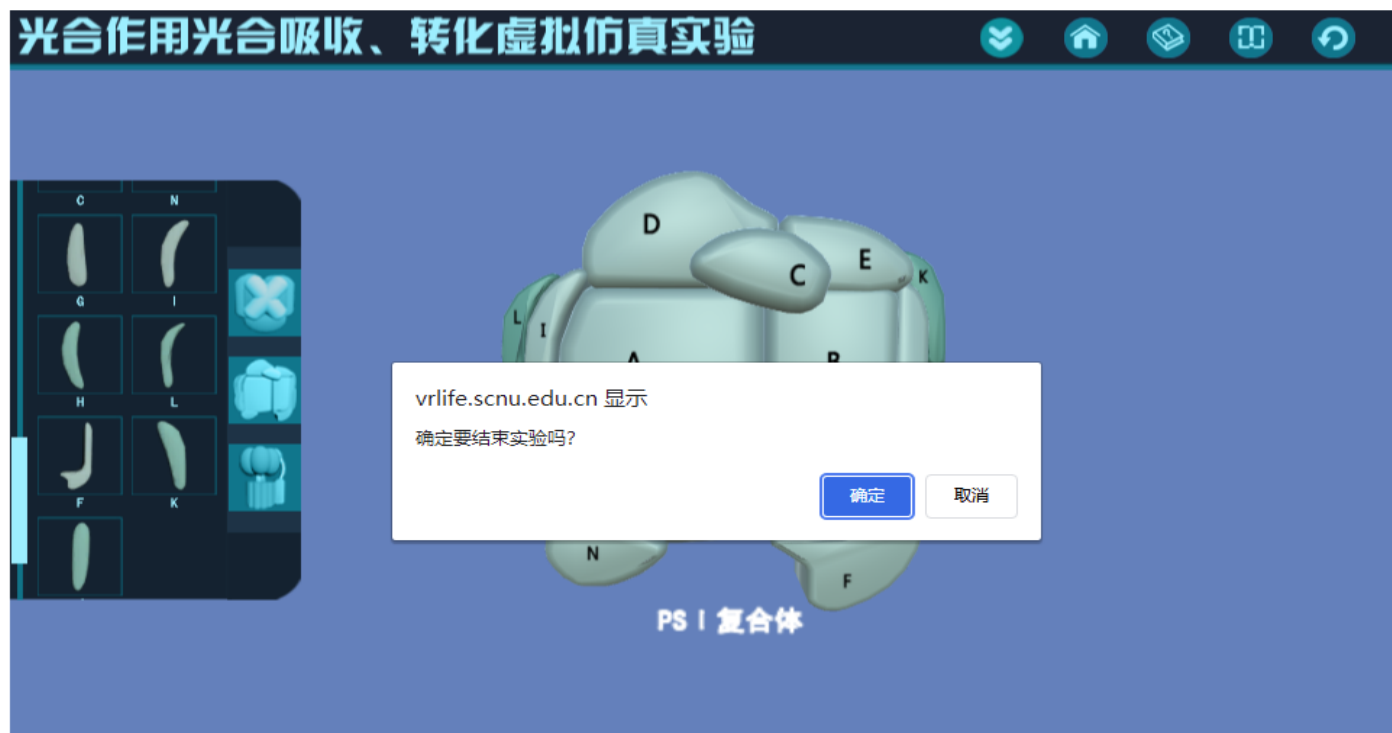 光合作用光合吸收、转化虚拟仿真实验
C
N
G
I
H
L
F
K
D
C
E
K
L
I
A
B
vrlife.scnu.edu.cn 显示
确定要结束实验吗?
确定
取消
N
F
PS I 复合体